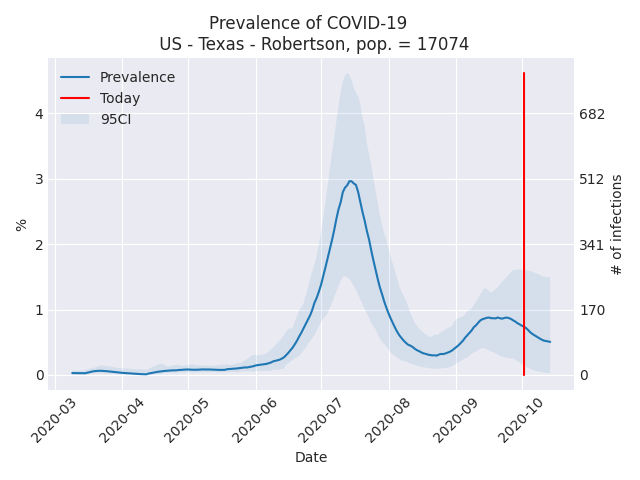 Prevalence of COVID-19
US - Texas - Robertson, pop. = 17074
Prevalence
Today
95CI
%
4
3
2
1
0
682
512
341
170
0
# of infections
2020-03
2020-04
2020-05
2020-06
2020-07
2020-08
2020-09
2020-10
Date